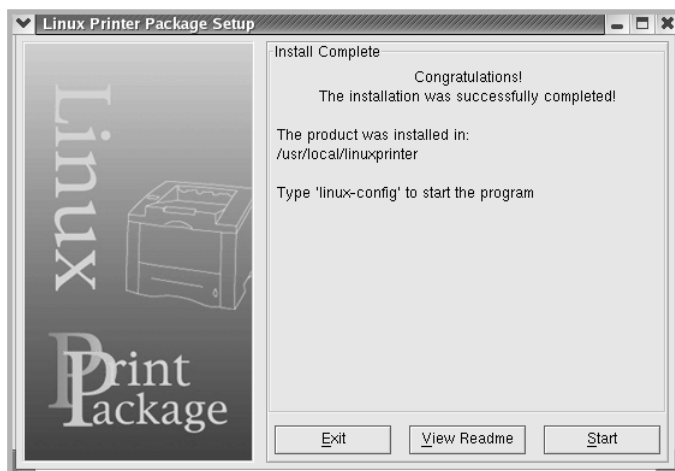 Linux Printer Package Setup
Linux
Print
Package
Install Complete
Congratulations!
The installation was successfully completed!
The product was installed in:
/usr/local/linuxprinter
Type 'linux-config' to start the program
Exit
View Readme
Start